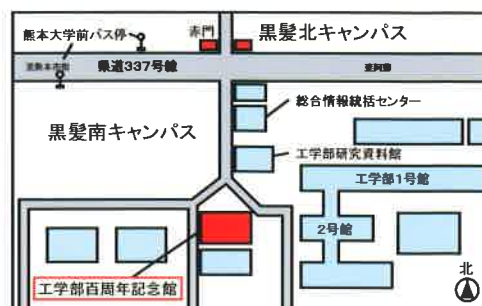 熊本大学前バス停
赤門
黒髪北キャンパス
県道337号館
総合情報統括センター
黒髪南キャンパス
工学部研究資料館
工学部1号館
2号館
工学部百周年記念館
北